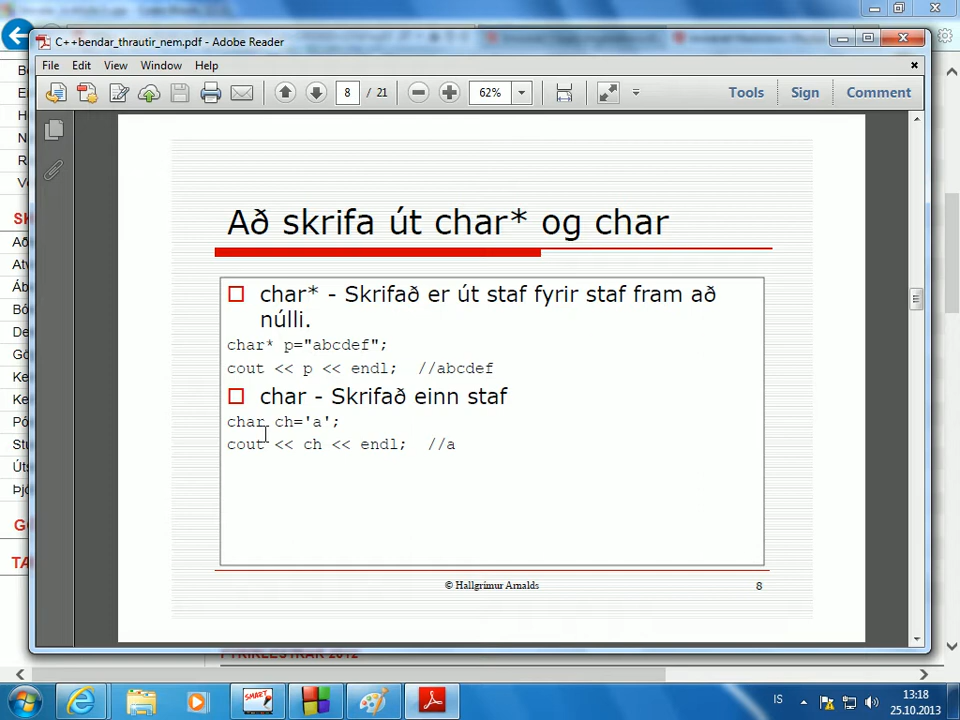 C++bendar_thrautir_nem.pdf - Adobe Reader
File Edit View Window Help
8 / 21 62% Tools Sign Comment
Að skrifa út char* og char
char* - Skrifað er út staf fyrir staf fram að
núlli.
char* p="abcdef";
cout << p << endl; //abcdef
char - Skrifað einn staf
char ch='a';
cout << ch << endl; //a
© Hallgrímur Arnalds
8
SMART
IS
13:18
25.10.2013